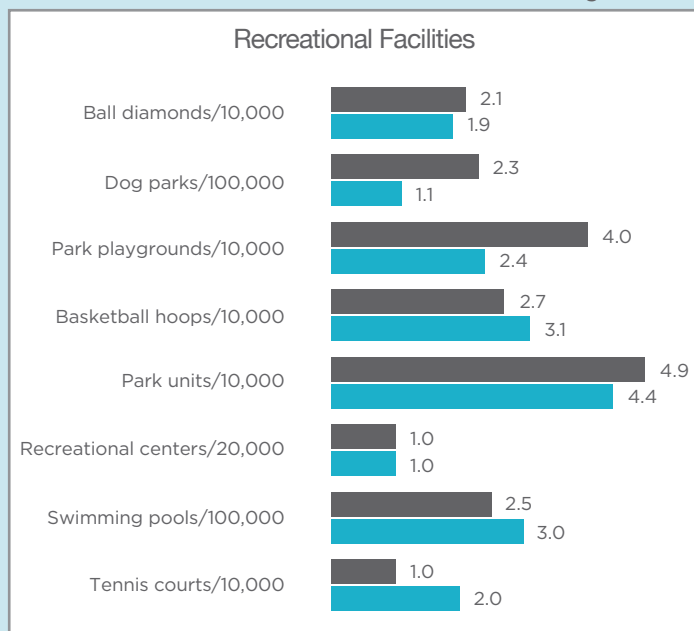 Recreational Facilities
Ball diamonds/10,000
2.1
1.9
Dog parks/100,000
2.3
1.1
Park playgrounds/10,000
4.0
2.4
Basketball hoops/10,000
2.7
3.1
Park units/10,000
4.9
4.4
Recreational centers/20,000
1.0
1.0
Swimming pools/100,000
2.5
3.0
Tennis courts/10,000
1.0
2.0